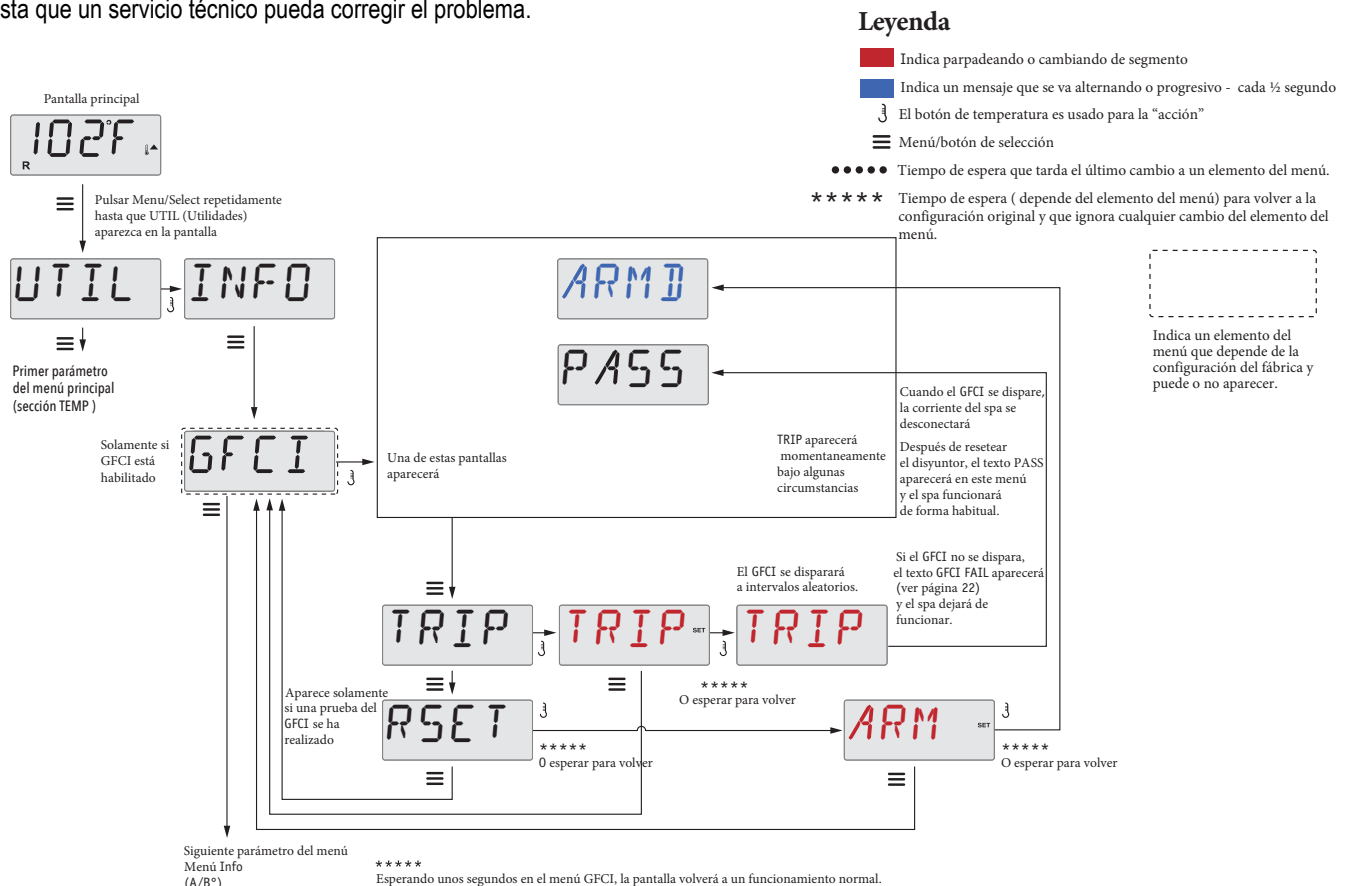 sta que un servicio técnico pueda corregir el problema.
Leyenda
Indica parpadeando o cambiando de segmento
Indica un mensaje que se va alternando o progresivo - cada ½ segundo
El botón de temperatura es usado para la “acción”
Menú/botón de selección
••••• Tiempo de espera que tarda el último cambio a un elemento del menú.
***** Tiempo de espera ( depende del elemento del menú) para volver a la
configuración original y que ignora cualquier cambio del elemento del
menú.
Indica un elemento del
menú que depende de la
configuración del fábrica y
puede o no aparecer.
Pantalla principal
102°F
R
Pulsar Menu/Select repetidamente
hasta que UTIL (Utilidades)
aparezca en la pantalla
UTIL
INFO
Primer parámetro
del menú principal
(sección TEMP )
Solamente si
GFCI está
habilitado
GFCI
Una de estas pantallas
aparecerá
ARMD
PASS
TRIP aparecerá
momentaneamente
bajo algunas
circumstancias
Cuando el GFCI se dispare,
la corriente del spa se
desconectará
Después de resetear
el disyuntor, el texto PASS
aparecerá en este menú
y el spa funcionará
de forma habitual.
Si el GFCI no se dispara,
el texto GFCI FAIL aparecerá
(ver página 22)
y el spa dejará de
funcionar.
El GFCI se disparará
a intervalos aleatorios.
TRIP
TRIP SET
TRIP
*****
O esperar para volver
Aparece solamente
si una prueba del
GFCI se ha
realizado
RSET
*****
O esperar para volver
ARM SET
*****
O esperar para volver
Siguiente parámetro del menú
Menú Info
(A/B°)
*****
Esperando unos segundos en el menú GFCI, la pantalla volverá a un funcionamiento normal.